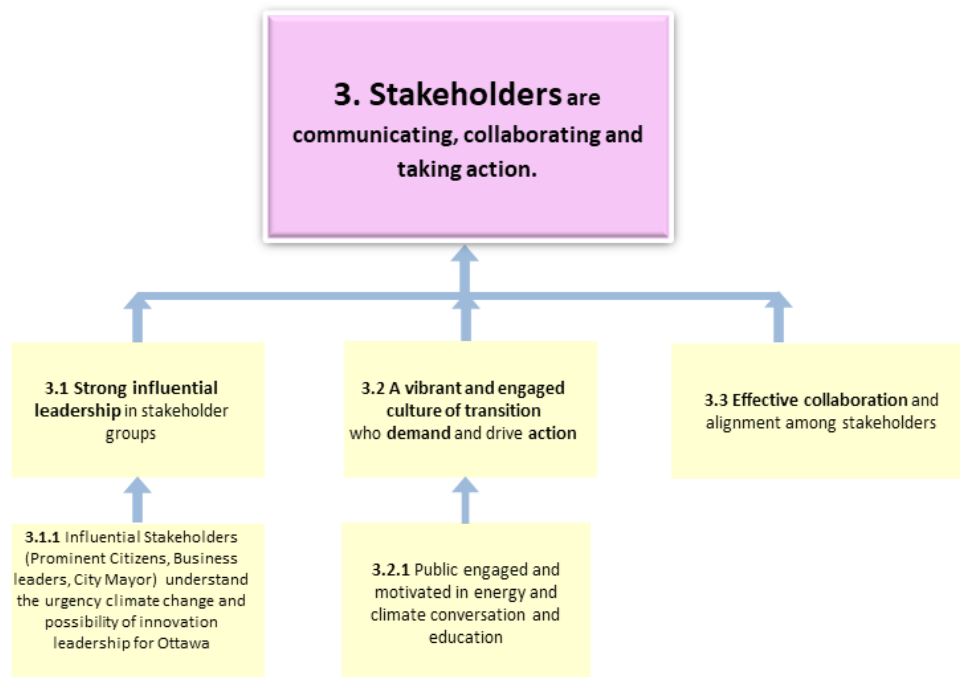 3. Stakeholders are
communicating, collaborating and
taking action.
3.1 Strong influential
leadership in stakeholder
groups
3.2 A vibrant and engaged
culture of transition
who demand and drive action
3.3 Effective collaboration and
alignment among stakeholders
3.1.1 Influential Stakeholders
(Prominent Citizens, Business
leaders, City Mayor) understand
the urgency climate change and
possibility of innovation
leadership for Ottawa
3.2.1 Public engaged and
motivated in energy and
climate conversation and
education